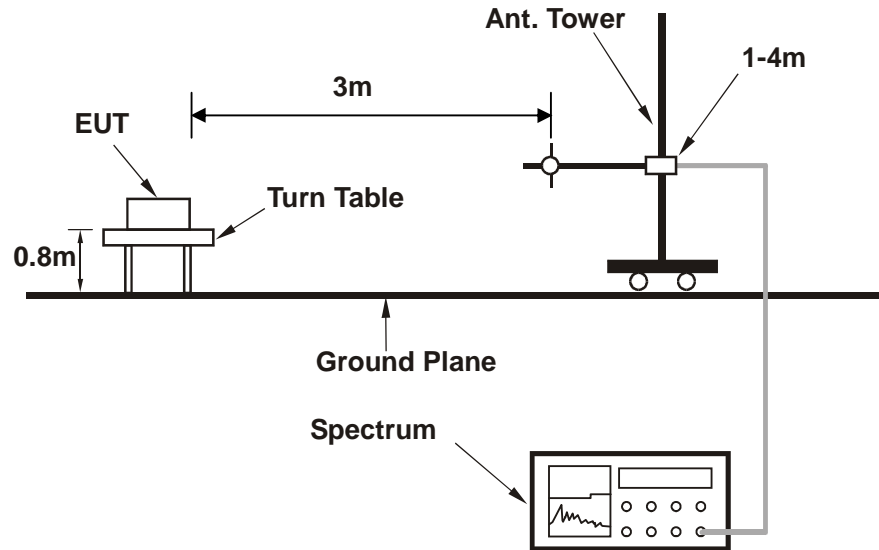 Ant. Tower
1-4m
3m
EUT
Turn Table
0.8m
Ground Plane
Spectrum